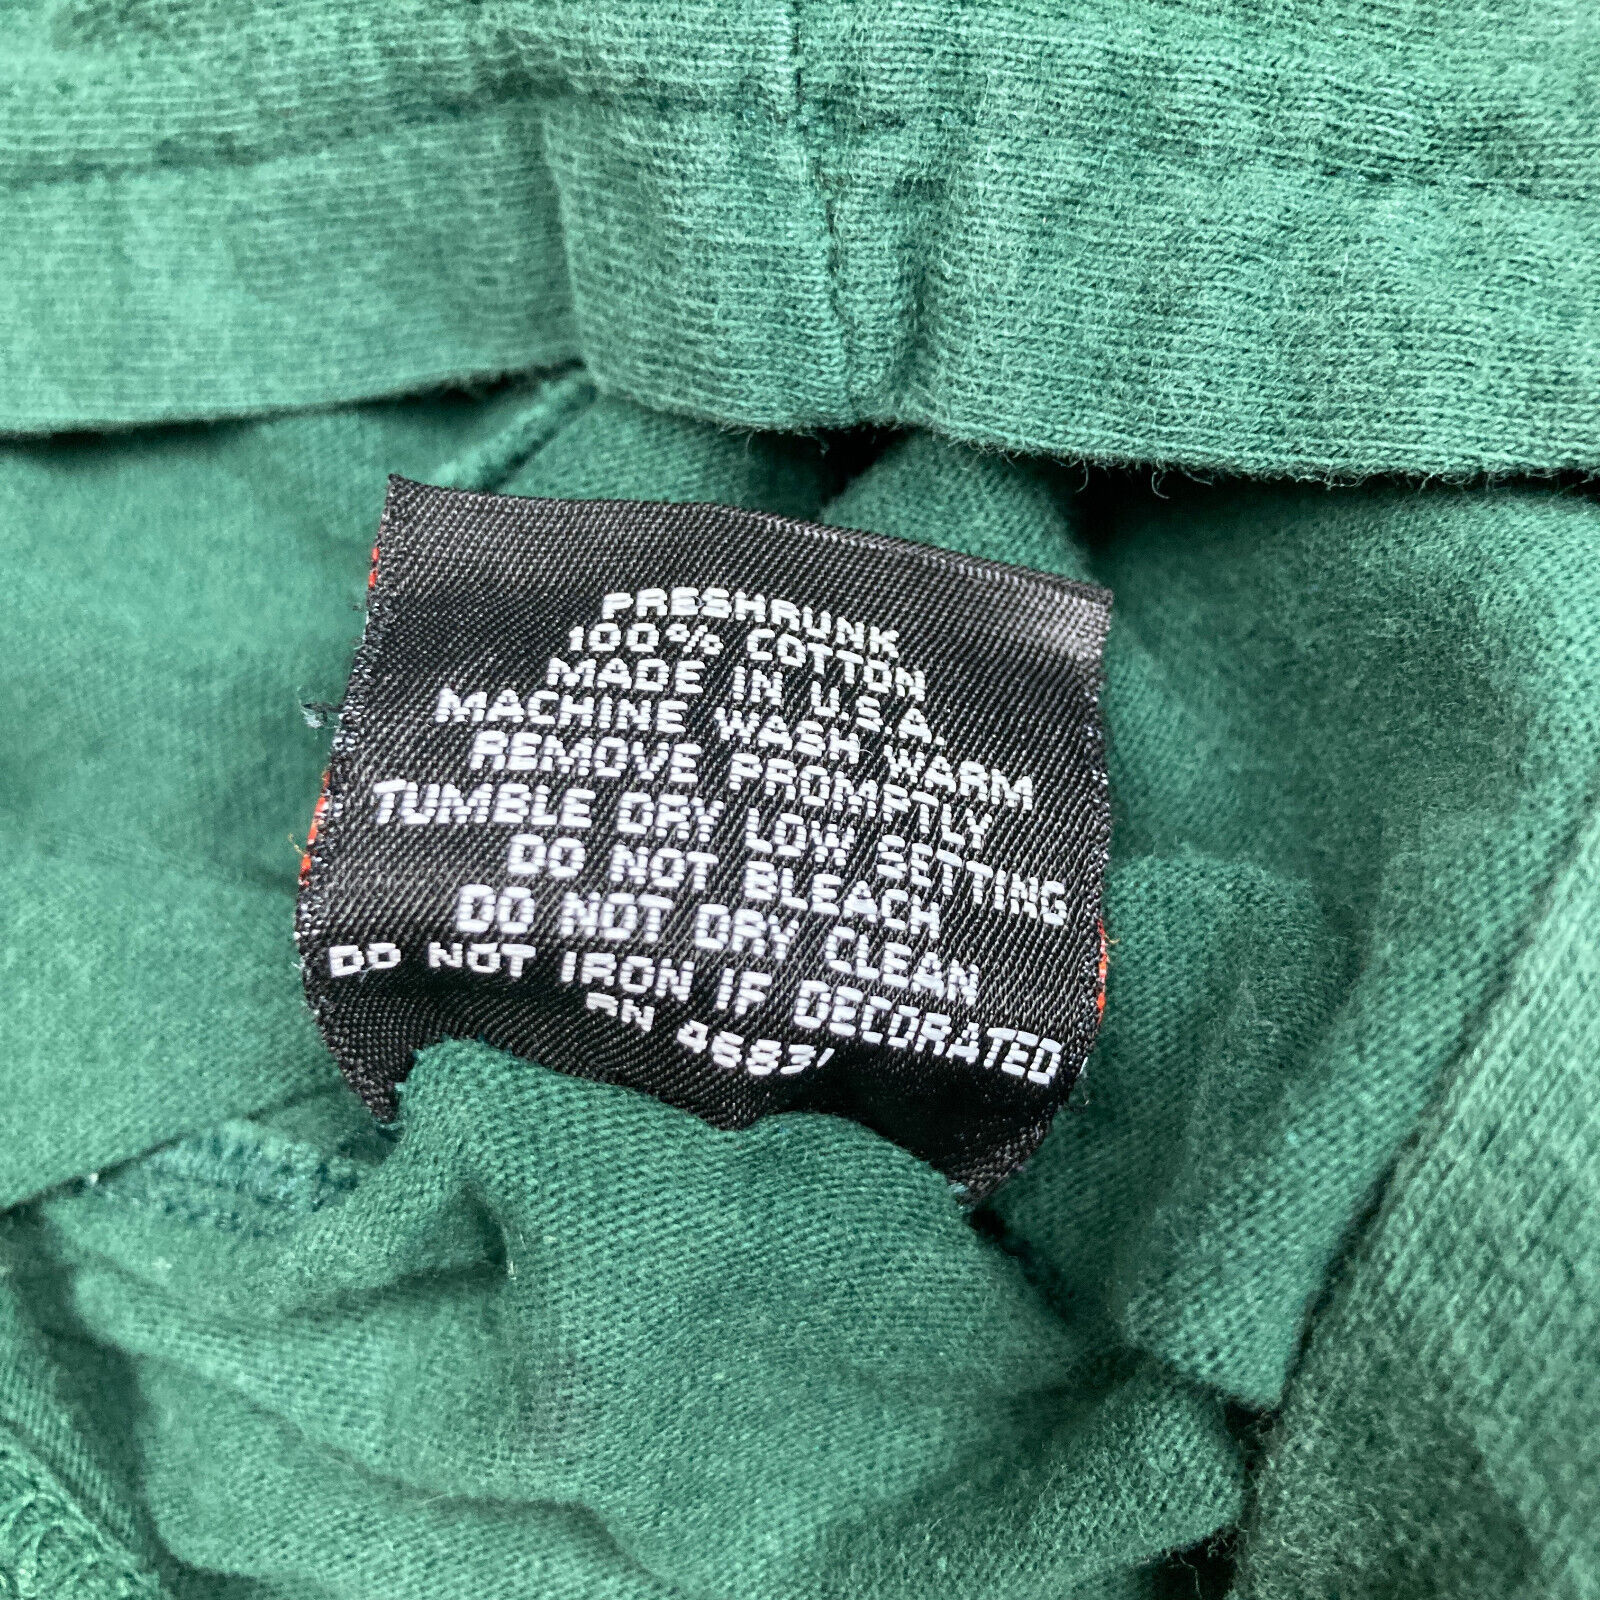 PRESHRUNK
100% COTTON
MADE IN U.S.A.
MACHINE WASH WARM
REMOVE PROMPTLY
TUMBLE DRY LOW SETTING
DO NOT BLEACH
DO NOT DRY CLEAN
DO NOT IRON IF DECORATED
RN